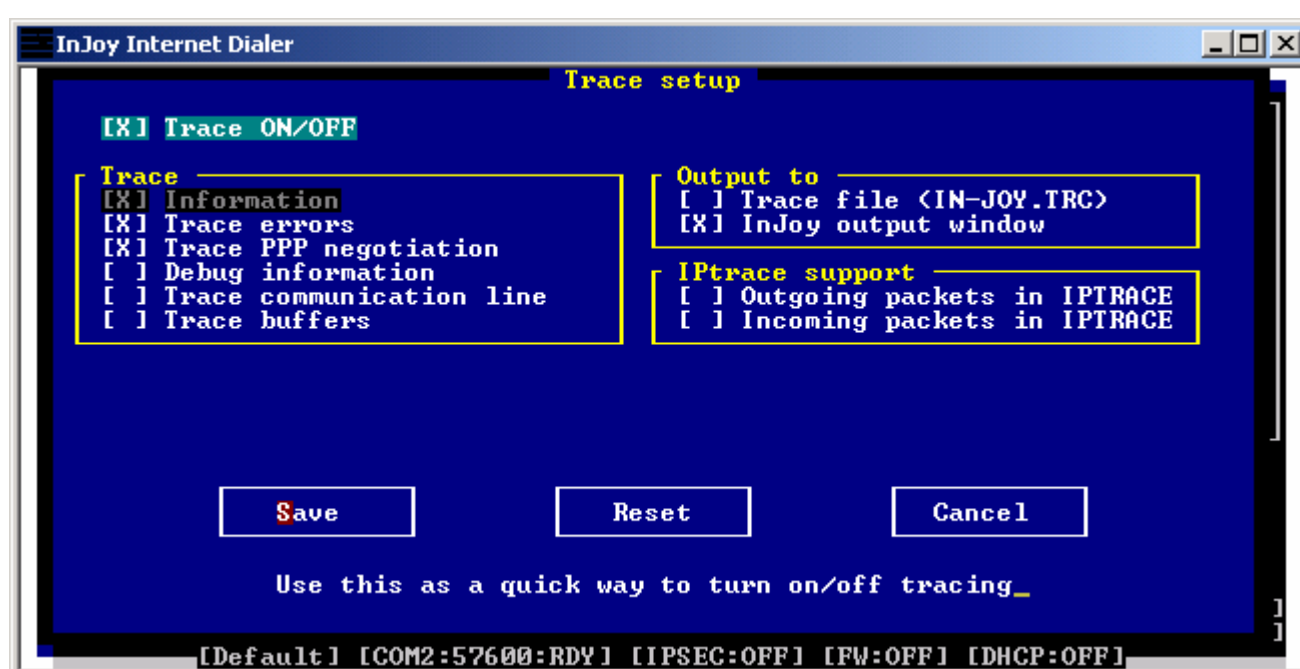 InJoy Internet Dialer
Trace setup
[X] Trace ON/OFF
Trace
[X] Information
[X] Trace errors
[X] Trace PPP negotiation
[ ] Debug information
[ ] Trace communication line
[ ] Trace buffers
Output to
[ ] Trace file (IN-JOY.TRC)
[X] InJoy output window
IPtrace support
[ ] Outgoing packets in IPTRACE
[ ] Incoming packets in IPTRACE
Save
Reset
Cancel
Use this as a quick way to turn on/off tracing_
[Default] [COM2:57600:RDY] [IPSEC:OFF] [FW:OFF] [DHCP:OFF]